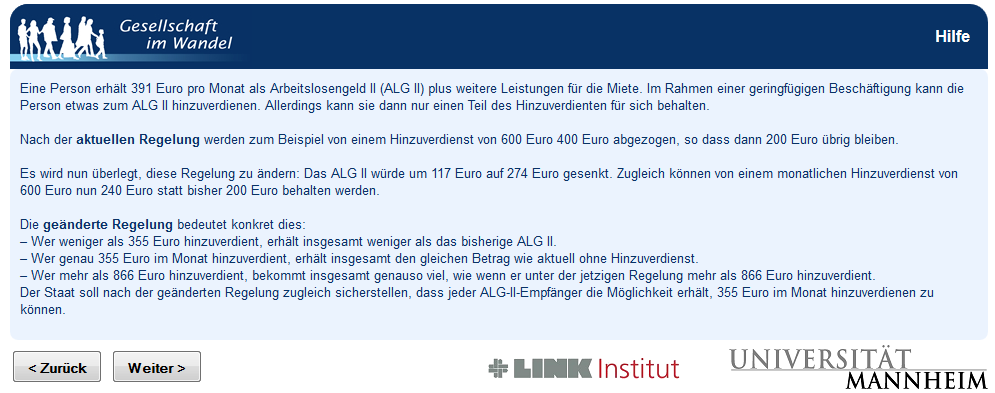 Gesellschaft
im Wandel
Hilfe
Eine Person erhält 391 Euro pro Monat als Arbeitslosengeld II (ALG II) plus weitere Leistungen für die Miete. Im Rahmen einer geringfügigen Beschäftigung kann die
Person etwas zum ALG II hinzuverdienen. Allerdings kann sie dann nur einen Teil des Hinzuverdienten für sich behalten.
Nach der aktuellen Regelung werden zum Beispiel von einem Hinzuverdienst von 600 Euro 400 Euro abgezogen, so dass dann 200 Euro übrig bleiben.
Es wird nun überlegt, diese Regelung zu ändern: Das ALG II würde um 117 Euro auf 274 Euro gesenkt. Zugleich können von einem monatlichen Hinzuverdienst von
600 Euro nun 240 Euro statt bisher 200 Euro behalten werden.
Die geänderte Regelung bedeutet konkret dies:
– Wer weniger als 355 Euro hinzuverdient, erhält insgesamt weniger als das bisherige ALG II.
– Wer genau 355 Euro im Monat hinzuverdient, erhält insgesamt den gleichen Betrag wie aktuell ohne Hinzuverdienst.
– Wer mehr als 866 Euro hinzuverdient, bekommt insgesamt genauso viel, wie wenn er unter der jetzigen Regelung mehr als 866 Euro hinzuverdient.
Der Staat soll nach der geänderten Regelung zugleich sicherstellen, dass jeder ALG-II-Empfänger die Möglichkeit erhält, 355 Euro im Monat hinzuverdienen zu
können.
< Zurück
Weiter >
LINK Institut
UNIVERSITÄT
MANNHEIM